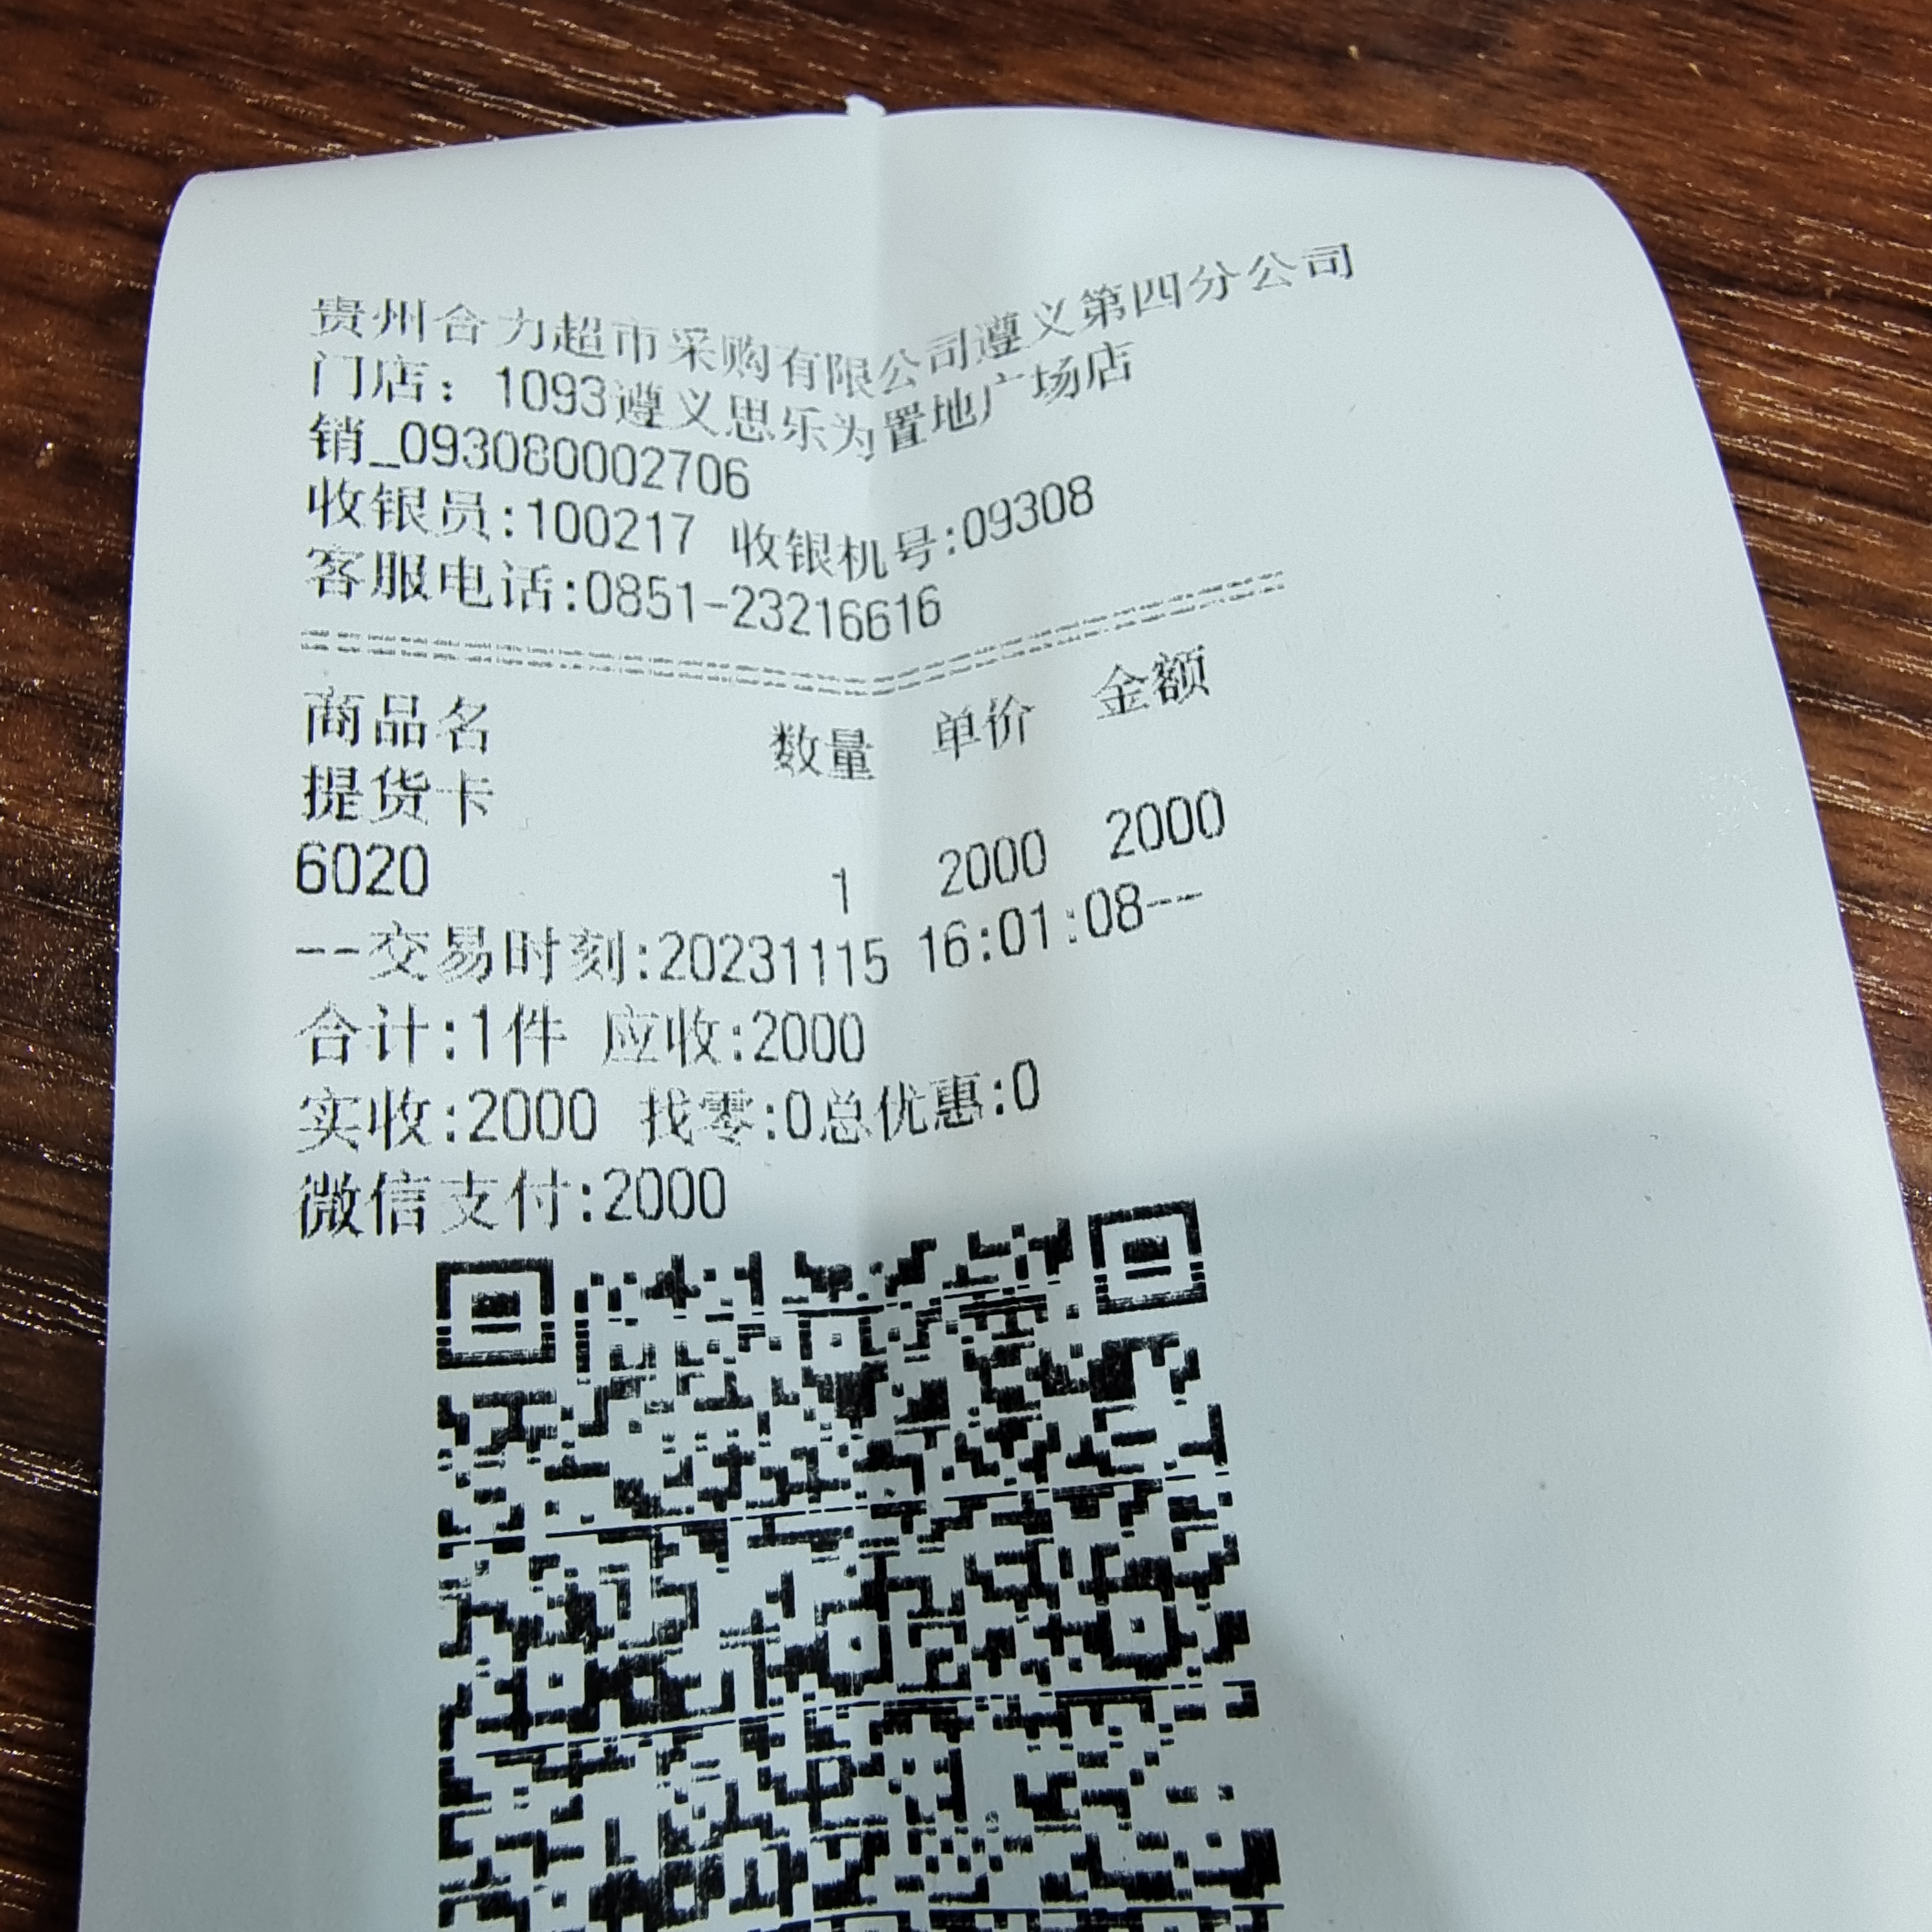 贵州合力超市采购有限公司遵义第四分公司
门店：1093遵义思乐为置地广场店
销_093080002706
收银员:100217 收银机号:09308
客服电话:0851-23216616
商品名 数量 单价 金额
提货卡
6020 1 2000 2000
--交易时刻:20231115 16:01:08--
合计:1件 应收:2000
实收:2000 找零:0总优惠:0
微信支付:2000